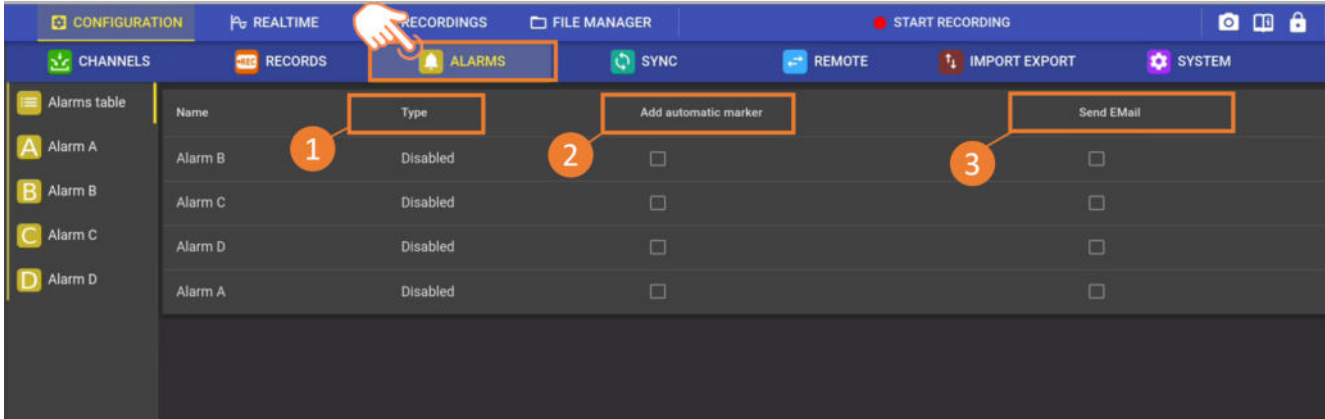 CONFIGURATION REALTIME RECORDINGS FILE MANAGER START RECORDING
CHANNELS REC RECORDS ALARMS SYNC REMOTE IMPORT EXPORT SYSTEM
Alarms table
A Alarm A
B Alarm B
C Alarm C
D Alarm D
Name Type Add automatic marker Send EMail
1 2 3
Alarm B Disabled
Alarm C Disabled
Alarm D Disabled
Alarm A Disabled